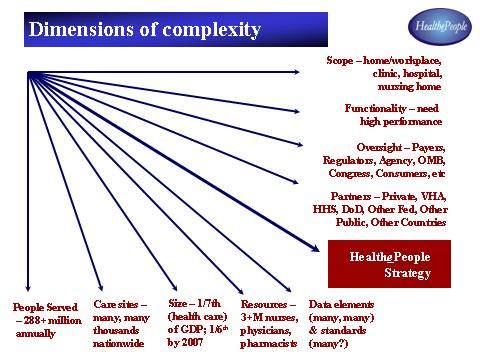 Dimensions of complexity
HealthePeople
Scope – home/workplace,
clinic, hospital,
nursing home
Functionality – need
high performance
Oversight – Payers,
Regulators, Agency, OMB,
Congress, Consumers, etc
Partners – Private, VHA,
HHS, DoD, Other Fed, Other
Public, Other Countries
HealthePeople
Strategy
People Served
– 288+ million
annually
Care sites –
many, many
thousands
nationwide
Size – 1/7th
(health care)
of GDP; 1/6th
by 2007
Resources –
3+M nurses,
physicians,
pharmacists
Data elements
(many, many)
& standards
(many?)